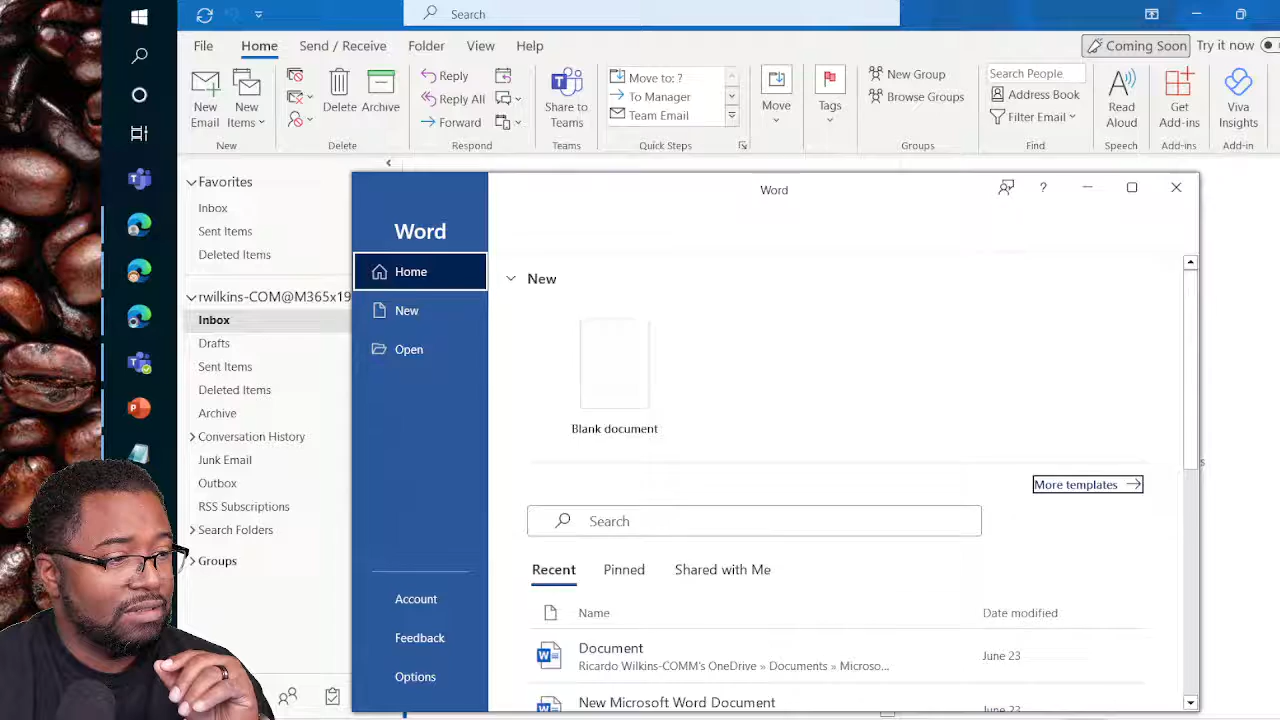 Search
File Home Send / Receive Folder View Help
Coming Soon Try it now
New Email
New Items
Delete
Archive
Reply
Reply All
Forward
Share to Teams
Move to: ?
To Manager
Team Email
Move
Tags
New Group
Browse Groups
Search People
Address Book
Filter Email
Read Aloud
Get Add-ins
Viva Insights
New Delete Respond Teams Quick Steps Groups Find Speech Add-ins Add-in
Favorites
Inbox
Sent Items
Deleted Items
rwilkins-COM@M365x19
Inbox
Drafts
Sent Items
Deleted Items
Archive
Conversation History
Junk Email
Outbox
RSS Subscriptions
Search Folders
Groups
Word
Word
Home
New
Open
Account
Feedback
Options
New
Blank document
More templates
Search
Recent Pinned Shared with Me
Name Date modified
Document
Ricardo Wilkins-COMM's OneDrive » Documents » Microso...
June 23
New Microsoft Word Document
June 23